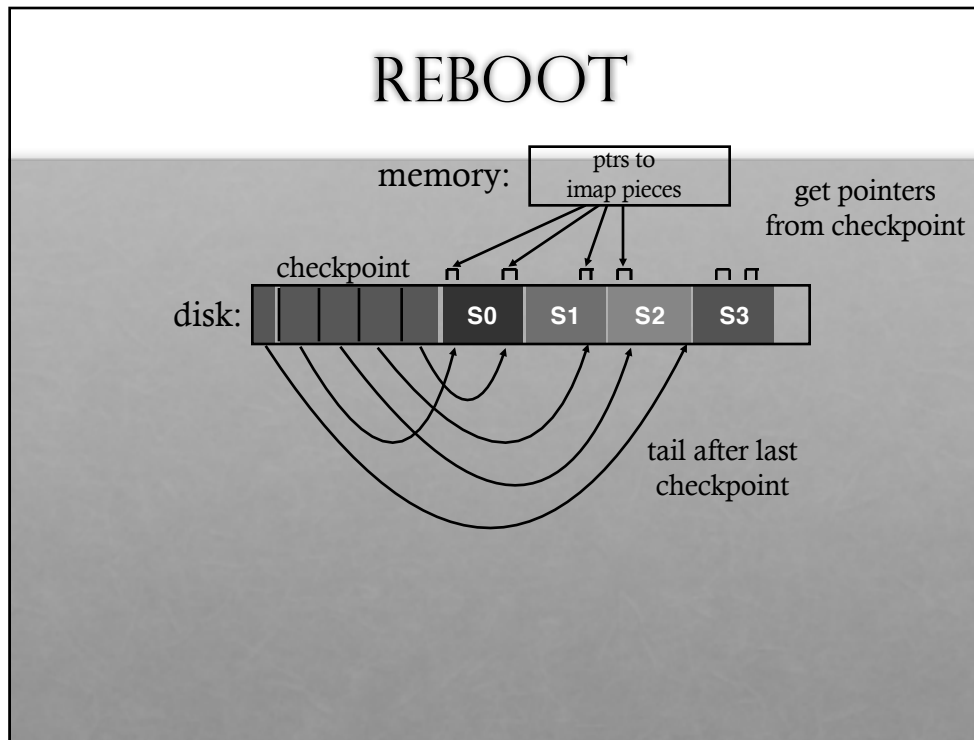 REBOOT
memory:
ptrs to
imap pieces
get pointers
from checkpoint
checkpoint
disk:
S0
S1
S2
S3
tail after last
checkpoint